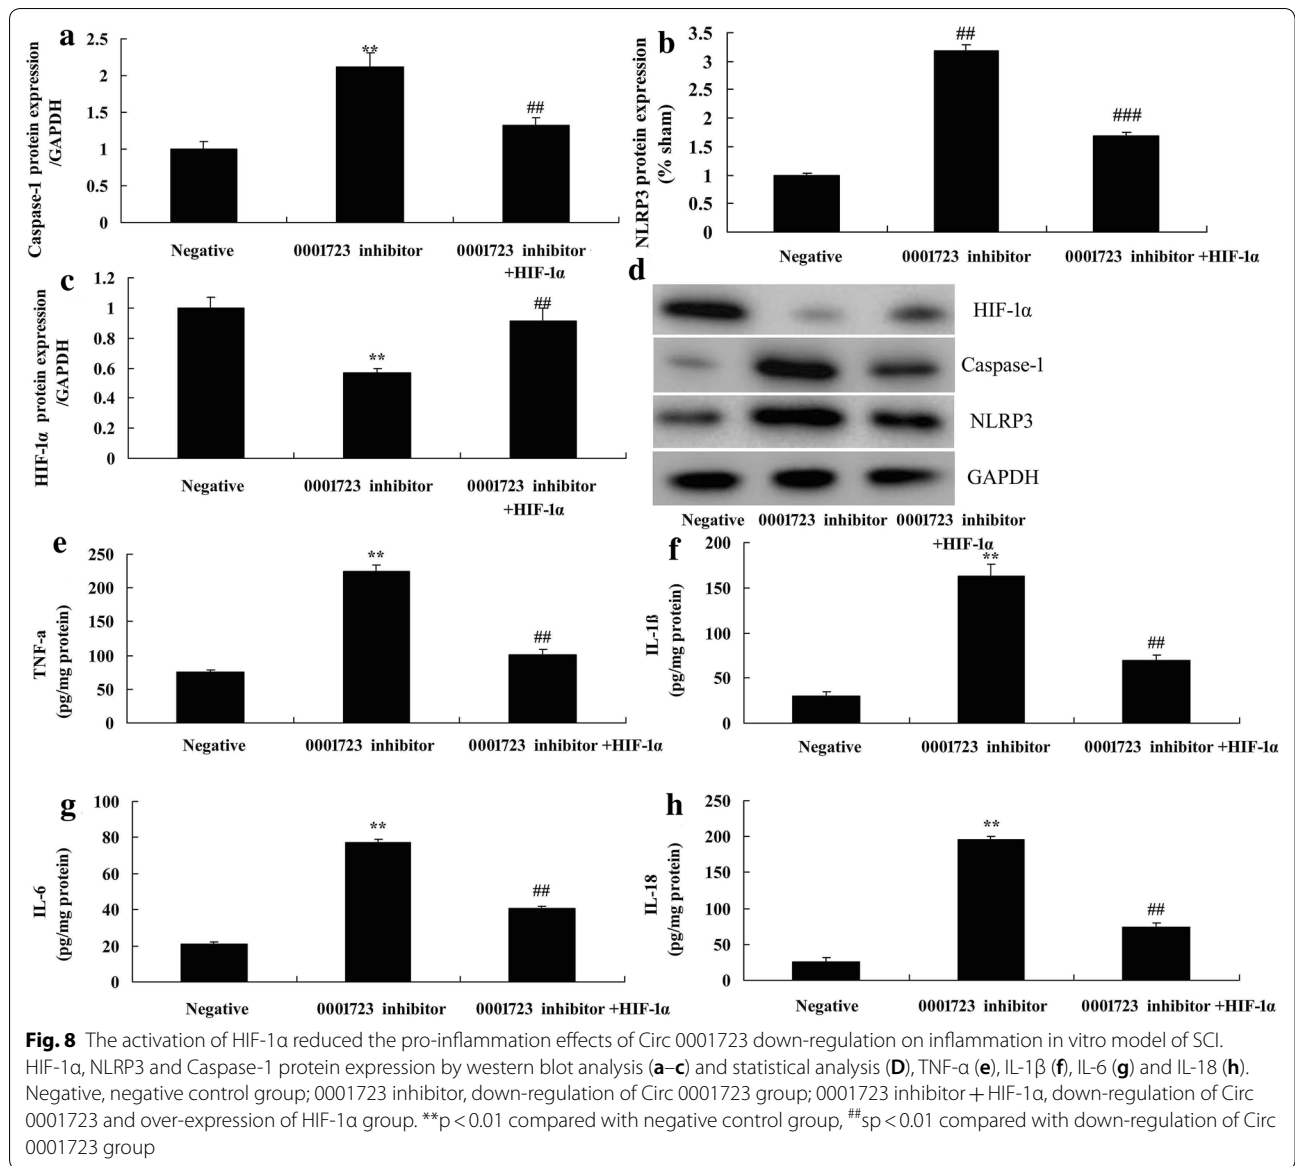 a
Caspase-1 protein expression
/GAPDH
2.5
2
1.5
1
0.5
0
**
##
Negative
0001723 inhibitor
0001723 inhibitor
+HIF-1α
b
NLRP3 protein expression
(% sham)
3.5
3
2.5
2
1.5
1
0.5
0
##
###
Negative
0001723 inhibitor
0001723 inhibitor +HIF-1α
c
HIF-1α protein expression
/GAPDH
1.2
1
0.8
0.6
0.4
0.2
0
**
##
Negative
0001723 inhibitor
0001723 inhibitor
+HIF-1α
d
HIF-1α
Caspase-1
NLRP3
GAPDH
Negative 0001723 inhibitor 0001723 inhibitor
+HIF-1α
e
TNF-a
(pg/mg protein)
250
200
150
100
50
0
**
##
Negative
0001723 inhibitor
0001723 inhibitor +HIF-1α
f
IL-1ß
(pg/mg protein)
200
150
100
50
0
**
##
Negative
0001723 inhibitor
0001723 inhibitor +HIF-1α
g
IL-6
(pg/mg protein)
100
80
60
40
20
0
**
##
Negative
0001723 inhibitor
0001723 inhibitor +HIF-1α
h
IL-18
(pg/mg protein)
250
200
150
100
50
0
**
##
Negative
0001723 inhibitor
0001723 inhibitor +HIF-1α
Fig. 8 The activation of HIF-1α reduced the pro-inflammation effects of Circ 0001723 down-regulation on inflammation in vitro model of SCI.
HIF-1α, NLRP3 and Caspase-1 protein expression by western blot analysis (a–c) and statistical analysis (D), TNF-α (e), IL-1β (f), IL-6 (g) and IL-18 (h).
Negative, negative control group; 0001723 inhibitor, down-regulation of Circ 0001723 group; 0001723 inhibitor + HIF-1α, down-regulation of Circ
0001723 and over-expression of HIF-1α group. **p < 0.01 compared with negative control group, ##sp < 0.01 compared with down-regulation of Circ
0001723 group